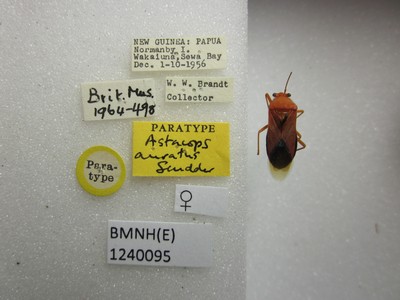 NEW GUINEA: PAPUA
Normanby I.
Wakaiuna, Sewa Bay
Dec. 1-10-1956
W. W. Brandt
Collector
Brit. Mus.
1964-498
PARATYPE
Astacops
auratus
Scudder
Para-
type
♀
BMNH(E)
1240095